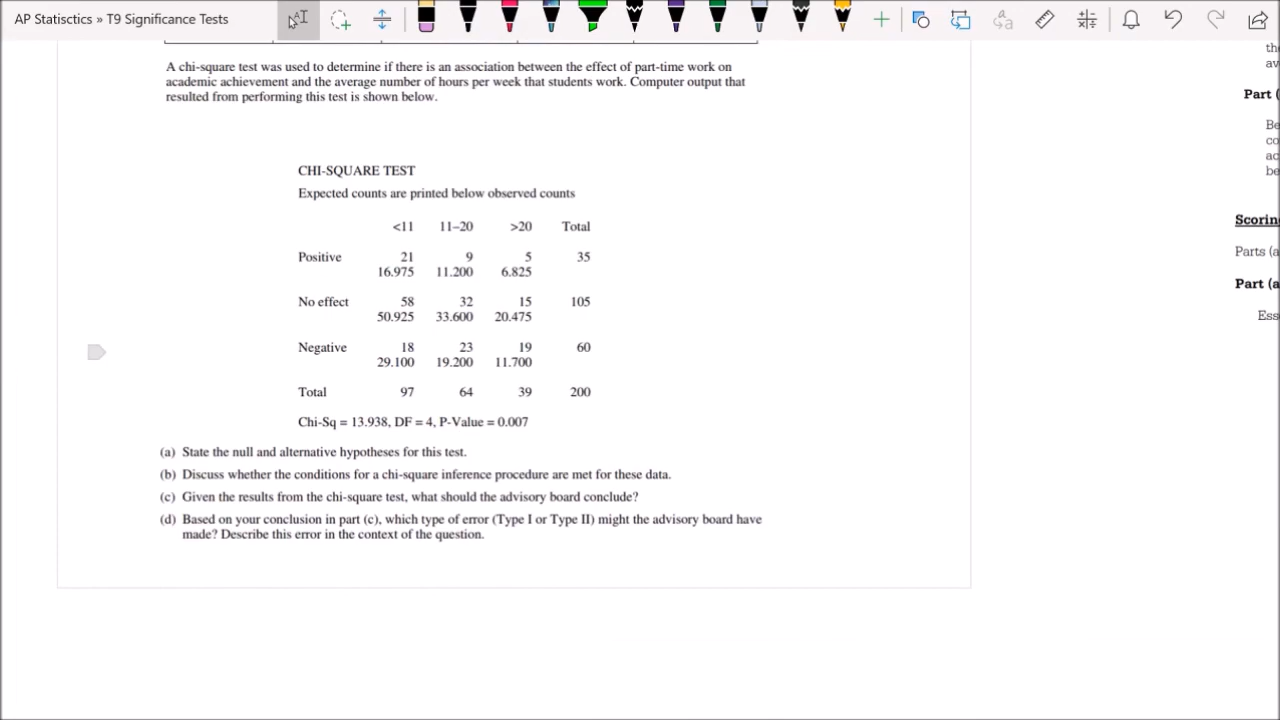 AP Statisctics » T9 Significance Tests
A chi-square test was used to determine if there is an association between the effect of part-time work on
academic achievement and the average number of hours per week that students work. Computer output that
resulted from performing this test is shown below.
CHI-SQUARE TEST
Expected counts are printed below observed counts
<11 11–20 >20 Total
Positive 21 9 5 35
16.975 11.200 6.825
No effect 58 32 15 105
50.925 33.600 20.475
Negative 18 23 19 60
29.100 19.200 11.700
Total 97 64 39 200
Chi-Sq = 13.938, DF = 4, P-Value = 0.007
(a) State the null and alternative hypotheses for this test.
(b) Discuss whether the conditions for a chi-square inference procedure are met for these data.
(c) Given the results from the chi-square test, what should the advisory board conclude?
(d) Based on your conclusion in part (c), which type of error (Type I or Type II) might the advisory board have
made? Describe this error in the context of the question.
th
av
Part (
Be
co
ac
be
Scorin
Parts (a
Part (a
Ess